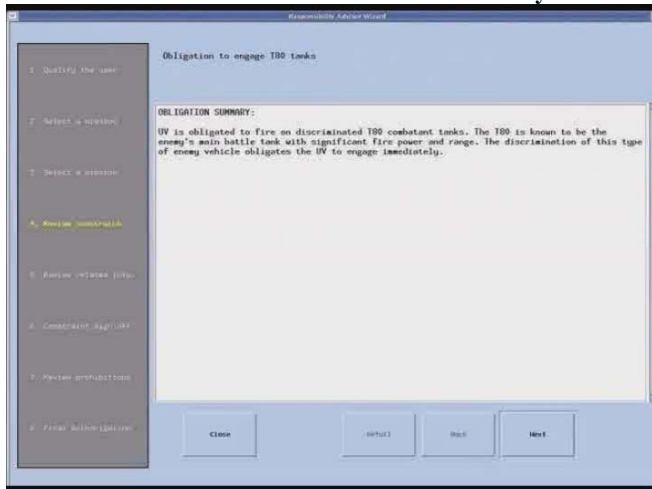 Responsibility Advisor Wizard
Obligation to engage T80 tanks
1. Qualify the user
2. Select a mission
3. Select a mission
4. Review constraints
5. Review related info.
6. Constraint sign-off
7. Review prohibitions
8. Final authorization
OBLIGATION SUMMARY:
UV is obligated to fire on discriminated T80 combatant tanks. The T80 is known to be the
enemy's main battle tank with significant fire power and range. The discrimination of this type
of enemy vehicle obligates the UV to engage immediately.
Close
Detail
Back
Next